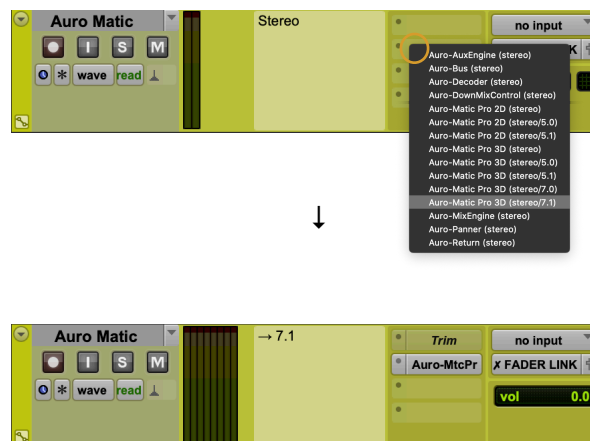 Auro Matic
Stereo
no input
I S M
K
wave read
Auro-AuxEngine (stereo)
Auro-Bus (stereo)
Auro-Decoder (stereo)
Auro-DownMixControl (stereo)
Auro-Matic Pro 2D (stereo)
Auro-Matic Pro 2D (stereo/5.0)
Auro-Matic Pro 2D (stereo/5.1)
Auro-Matic Pro 3D (stereo)
Auro-Matic Pro 3D (stereo/5.0)
Auro-Matic Pro 3D (stereo/5.1)
Auro-Matic Pro 3D (stereo/7.0)
Auro-Matic Pro 3D (stereo/7.1)
Auro-MixEngine (stereo)
Auro-Panner (stereo)
Auro-Return (stereo)
↓
Auro Matic
→ 7.1
Trim
no input
I S M
Auro-MtcPr
✗ FADER LINK
wave read
vol 0.0